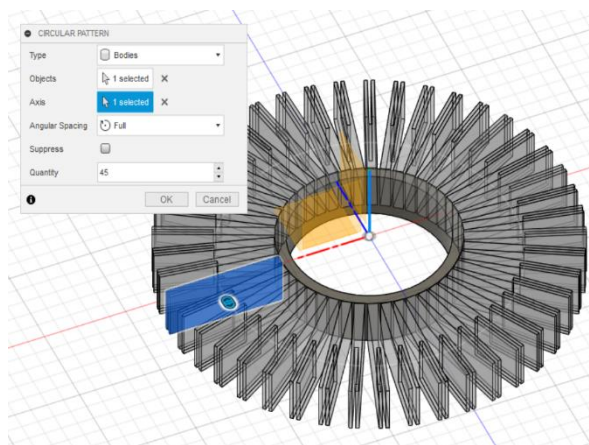 CIRCULAR PATTERN
Type Bodies
Objects 1 selected
Axis 1 selected
Angular Spacing Full
Suppress
Quantity 45
OK Cancel